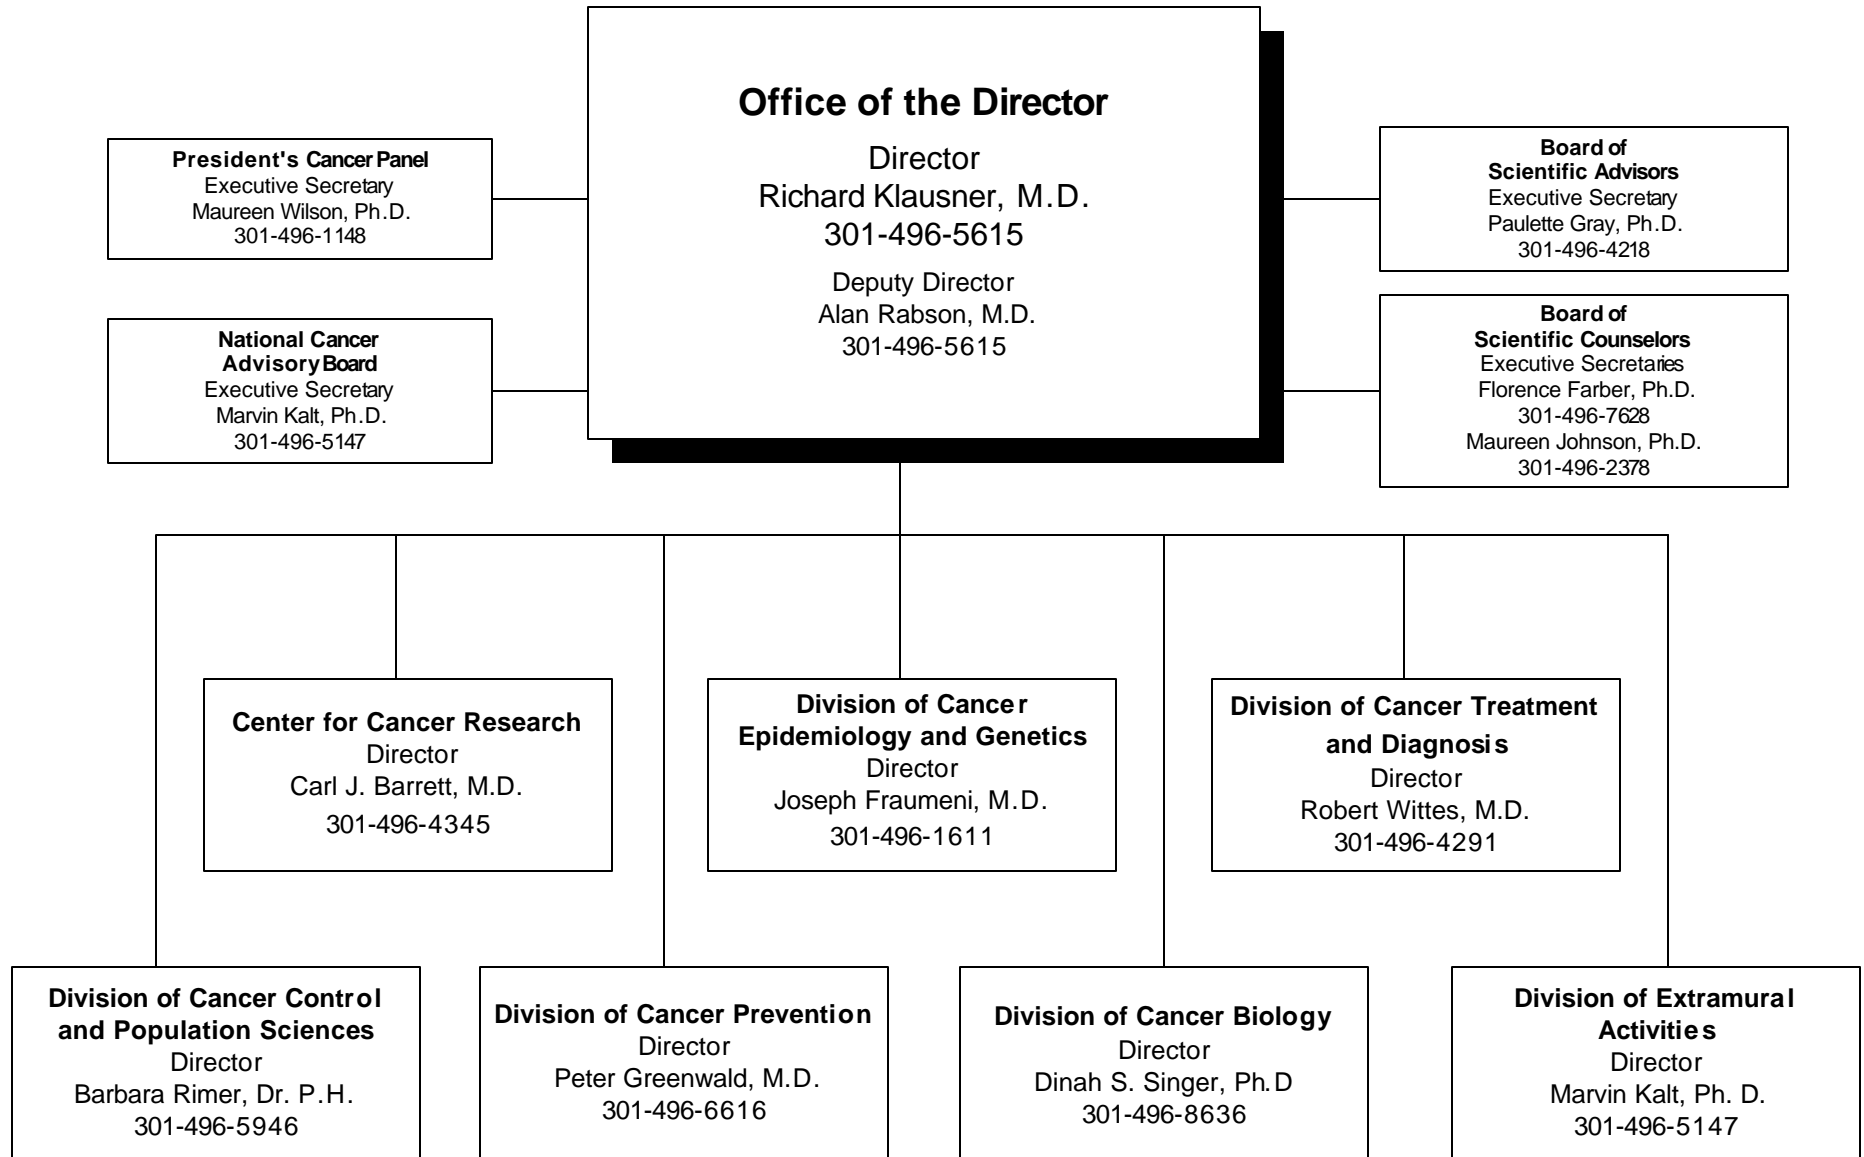 Office of the Director
Director
Richard Klausner, M.D.
301-496-5615
Deputy Director
Alan Rabson, M.D.
301-496-5615
President's Cancer Panel
Executive Secretary
Maureen Wilson, Ph.D.
301-496-1148
National Cancer
Advisory Board
Executive Secretary
Marvin Kalt, Ph.D.
301-496-5147
Board of
Scientific Advisors
Executive Secretary
Paulette Gray, Ph.D.
301-496-4218
Board of
Scientific Counselors
Executive Secretaries
Florence Farber, Ph.D.
301-496-7628
Maureen Johnson, Ph.D.
301-496-2378
Center for Cancer Research
Director
Carl J. Barrett, M.D.
301-496-4345
Division of Cancer
Epidemiology and Genetics
Director
Joseph Fraumeni, M.D.
301-496-1611
Division of Cancer Treatment
and Diagnosis
Director
Robert Wittes, M.D.
301-496-4291
Division of Cancer Control
and Population Sciences
Director
Barbara Rimer, Dr. P.H.
301-496-5946
Division of Cancer Prevention
Director
Peter Greenwald, M.D.
301-496-6616
Division of Cancer Biology
Director
Dinah S. Singer, Ph.D
301-496-8636
Division of Extramural
Activities
Director
Marvin Kalt, Ph. D.
301-496-5147